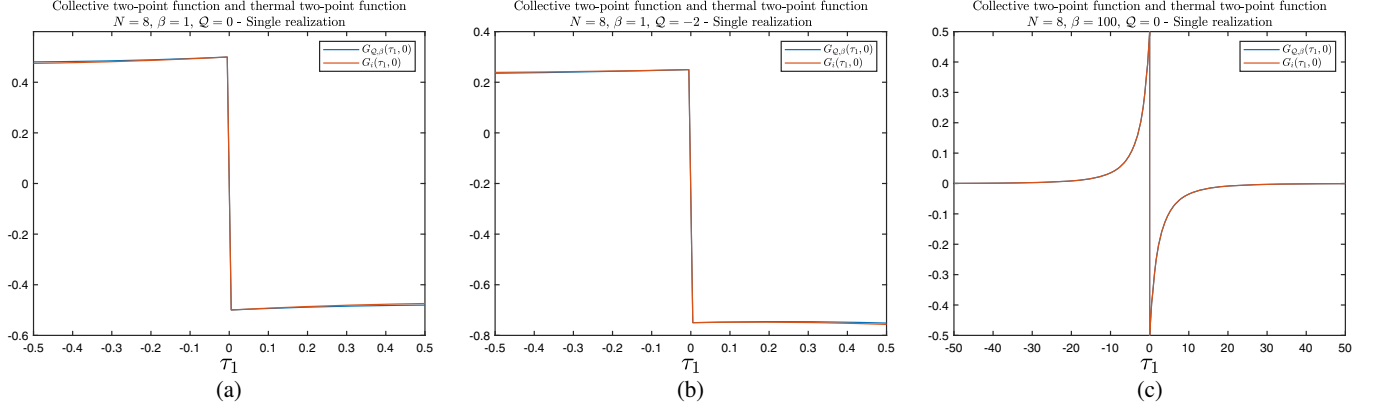 Collective two-point function and thermal two-point function
N = 8, β = 1, 𝒬 = 0 - Single realization
G𝒬,β(τ1, 0)
Gi(τ1, 0)
0.4
0.2
0
-0.2
-0.4
-0.6
-0.5 -0.4 -0.3 -0.2 -0.1 0 0.1 0.2 0.3 0.4 0.5
τ1
(a)
Collective two-point function and thermal two-point function
N = 8, β = 1, 𝒬 = −2 - Single realization
G𝒬,β(τ1, 0)
Gi(τ1, 0)
0.4
0.2
0
-0.2
-0.4
-0.6
-0.8
-0.5 -0.4 -0.3 -0.2 -0.1 0 0.1 0.2 0.3 0.4 0.5
τ1
(b)
Collective two-point function and thermal two-point function
N = 8, β = 100, 𝒬 = 0 - Single realization
G𝒬,β(τ1, 0)
Gi(τ1, 0)
0.5
0.4
0.3
0.2
0.1
0
-0.1
-0.2
-0.3
-0.4
-0.5
-50 -40 -30 -20 -10 0 10 20 30 40 50
τ1
(c)